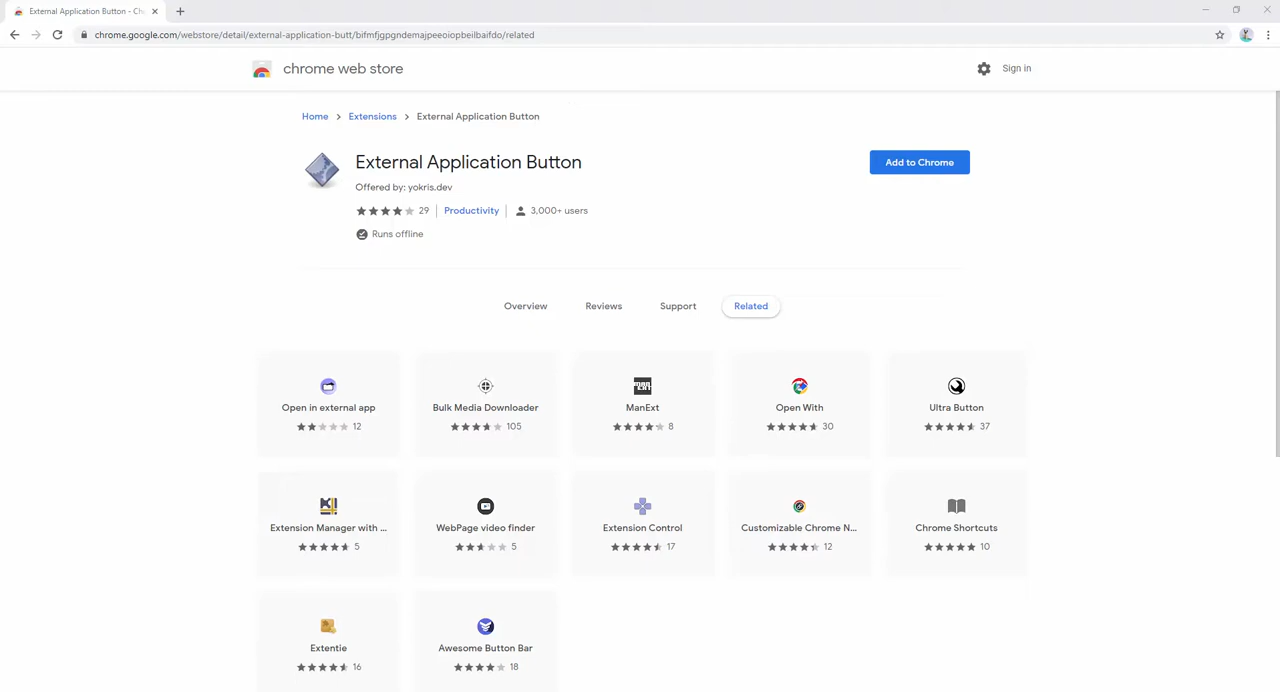 External Application Button - Ch
chrome.google.com/webstore/detail/external-application-butt/bifmfjgpgndemajpeeoiopbeilbaifdo/related
chrome web store
Sign in
Home > Extensions > External Application Button
External Application Button
Add to Chrome
Offered by: yokris.dev
29 Productivity 3,000+ users
Runs offline
Overview Reviews Support Related
Open in external app Bulk Media Downloader ManExt Open With Ultra Button
12 105 8 30 37
Extension Manager with ... WebPage video finder Extension Control Customizable Chrome N... Chrome Shortcuts
5 5 17 12 10
Extentie Awesome Button Bar
16 18